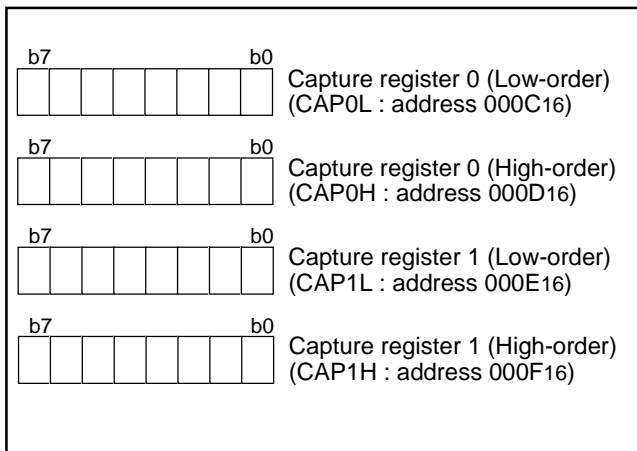 b7 b0
Capture register 0 (Low-order)
(CAP0L : address 000C16)
b7 b0
Capture register 0 (High-order)
(CAP0H : address 000D16)
b7 b0
Capture register 1 (Low-order)
(CAP1L : address 000E16)
b7 b0
Capture register 1 (High-order)
(CAP1H : address 000F16)